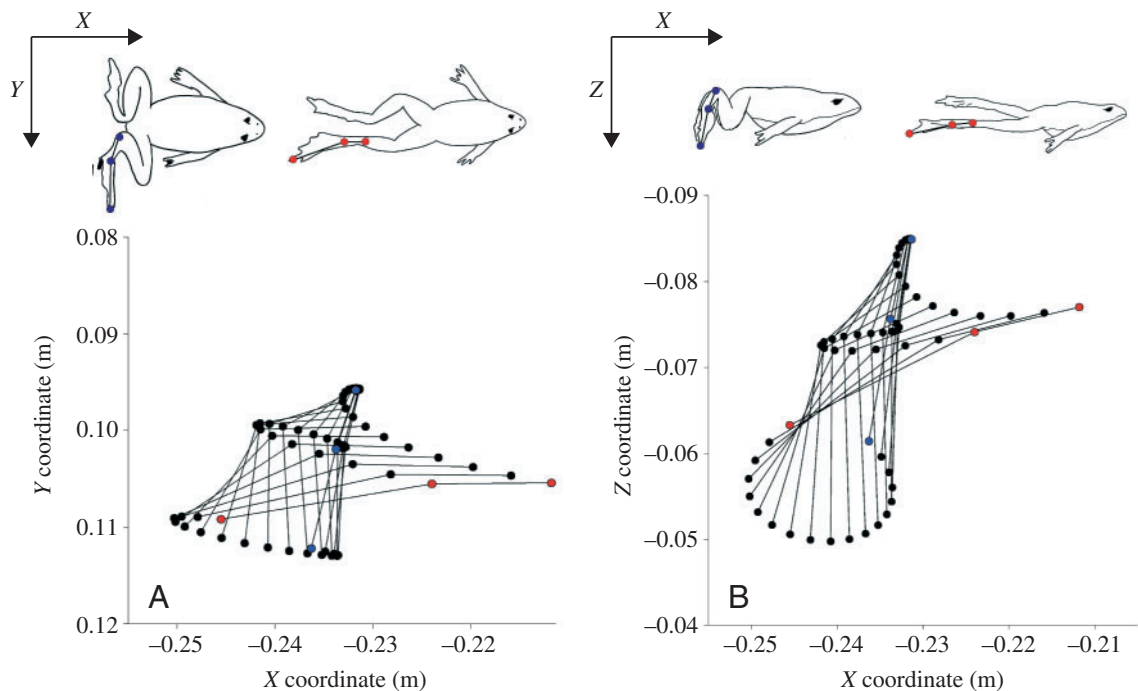 X
Y
X
Z
0.08
0.09
0.10
0.11
0.12
Y coordinate (m)
A
–0.25
–0.24
–0.23
–0.22
X coordinate (m)
–0.09
–0.08
–0.07
–0.06
–0.05
–0.04
Z coordinate (m)
B
–0.25
–0.24
–0.23
–0.22
–0.21
X coordinate (m)